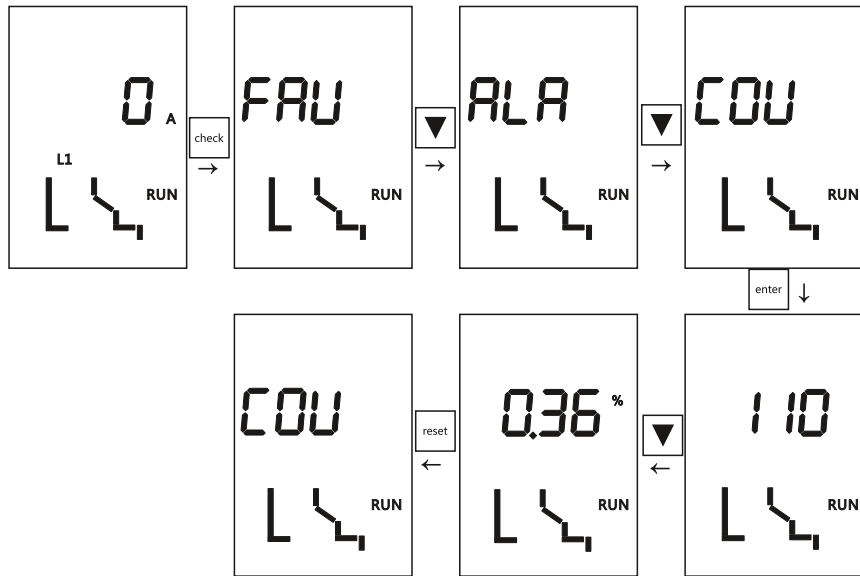 0 A
check
→
FAU
▼
→
ALA
▼
→
COU
L1
L
RUN
L
RUN
L
RUN
L
RUN
enter ↓
COU
reset
←
0.36 %
▼
←
110
L
RUN
L
RUN
L
RUN